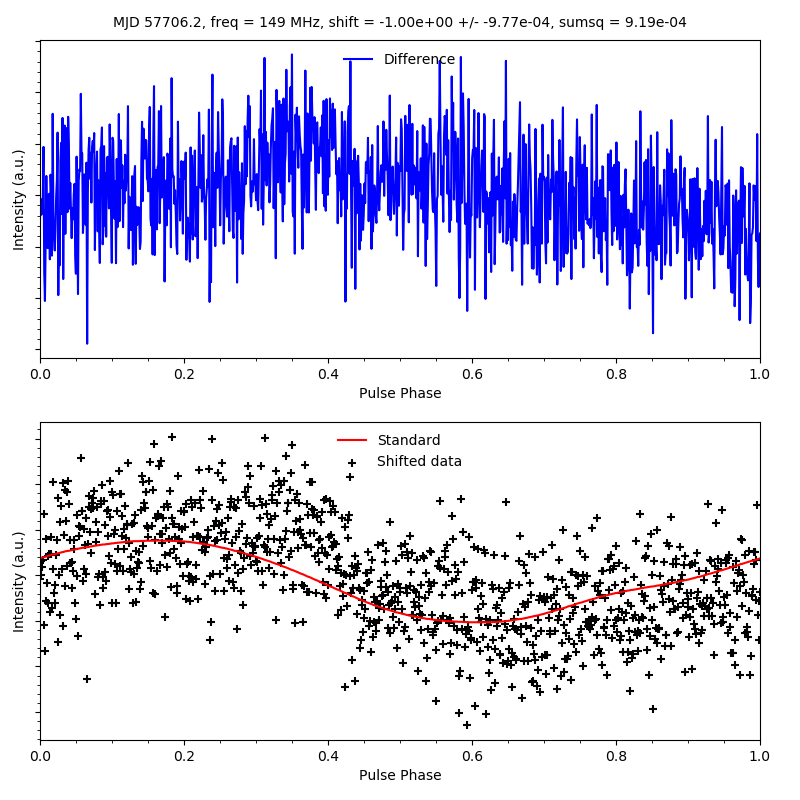 MJD 57706.2, freq = 149 MHz, shift = -1.00e+00 +/- -9.77e-04, sumsq = 9.19e-04
Difference
Intensity (a.u.)
0.0 0.2 0.4 0.6 0.8 1.0
Pulse Phase
Standard
Shifted data
Intensity (a.u.)
0.0 0.2 0.4 0.6 0.8 1.0
Pulse Phase